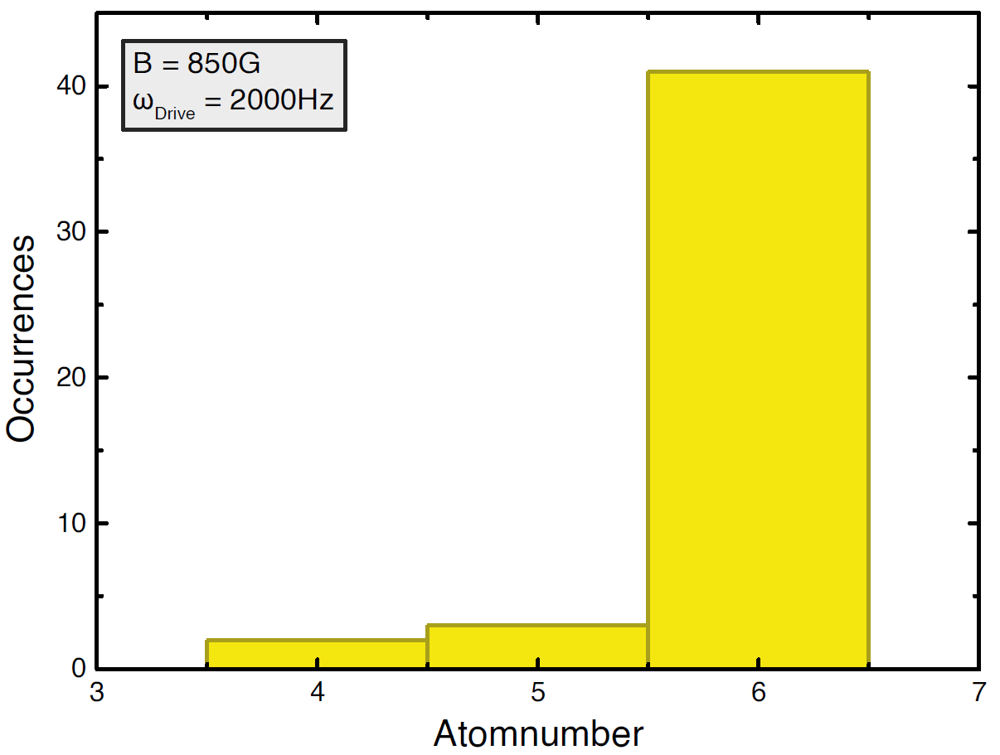 B = 850G
ωDrive = 2000Hz
40
30
20
10
0
3 4 5 6 7
Occurrences
Atomnumber